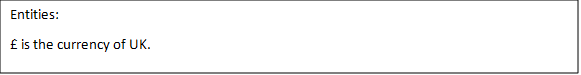 Entities:
£ is the currency of UK.